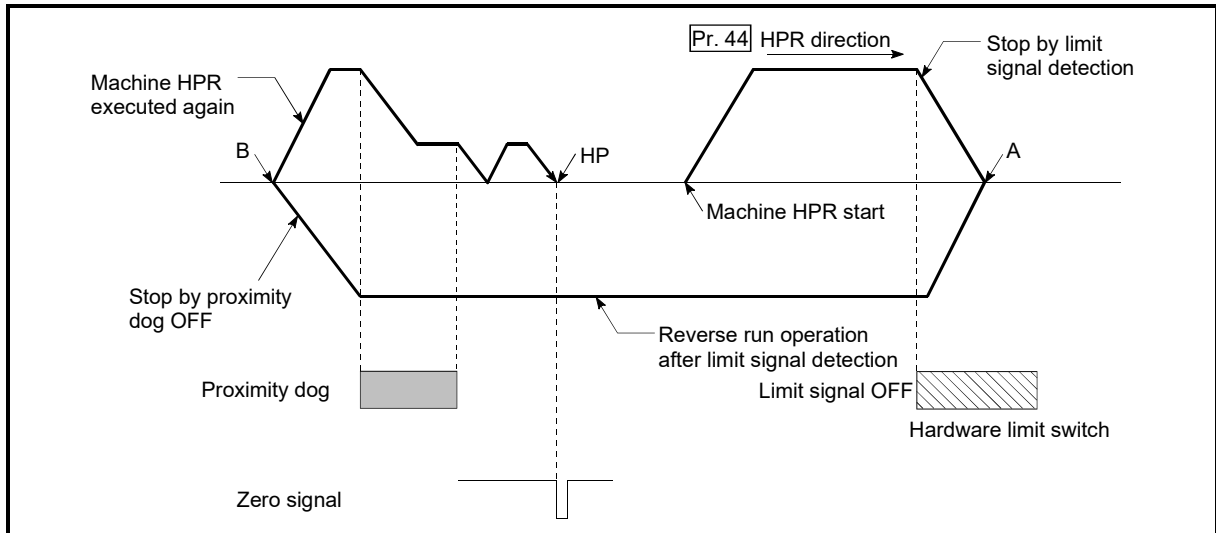 Pr. 44 HPR direction
Stop by limit
signal detection
Machine HPR
executed again
B
HP
A
Machine HPR start
Stop by proximity
dog OFF
Reverse run operation
after limit signal detection
Proximity dog
Limit signal OFF
Hardware limit switch
Zero signal